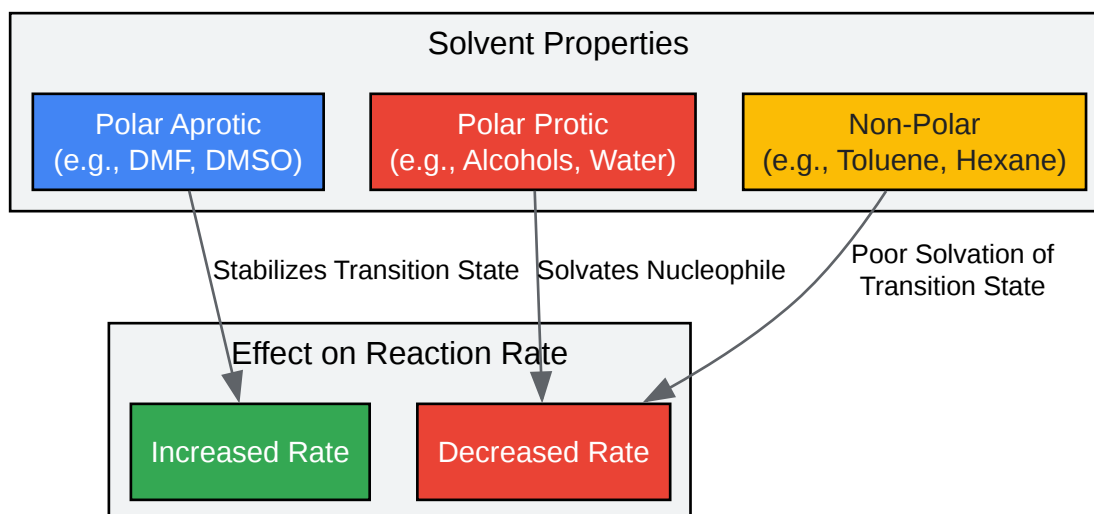 Solvent Properties
Polar Aprotic
(e.g., DMF, DMSO)
Polar Protic
(e.g., Alcohols, Water)
Non-Polar
(e.g., Toluene, Hexane)
Stabilizes Transition State
Solvates Nucleophile
Poor Solvation of
Transition State
Effect on Reaction Rate
Increased Rate
Decreased Rate